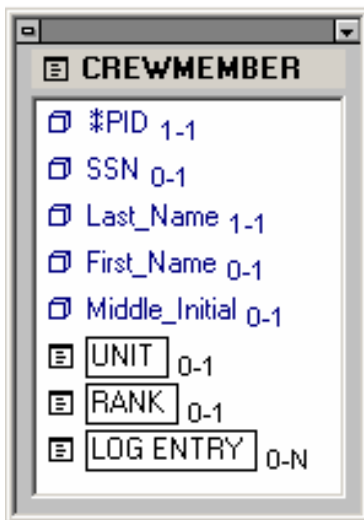 CREWMEMBER
⁑PID 1-1
SSN 0-1
Last_Name 1-1
First_Name 0-1
Middle_Initial 0-1
UNIT 0-1
RANK 0-1
LOG ENTRY 0-N